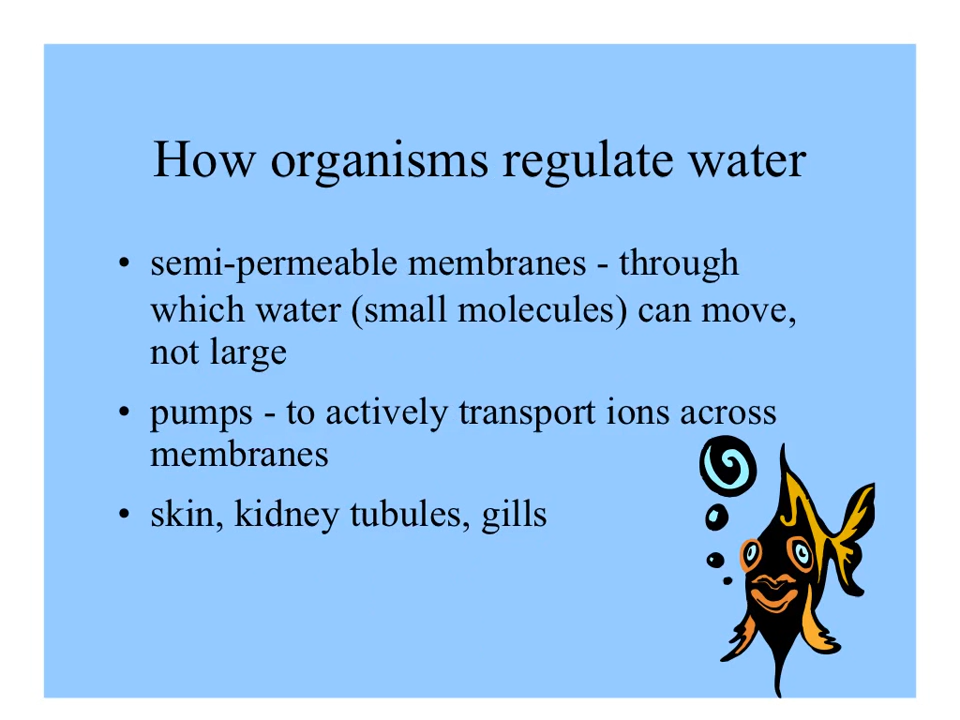 How organisms regulate water
• semi-permeable membranes - through
which water (small molecules) can move,
not large
• pumps - to actively transport ions across
membranes
• skin, kidney tubules, gills